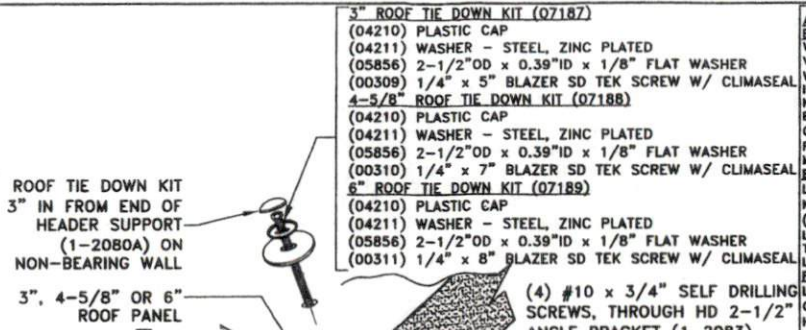 3" ROOF TIE DOWN KIT (07187)
(04210) PLASTIC CAP
(04211) WASHER - STEEL, ZINC PLATED
(05856) 2-1/2"OD x 0.39"ID x 1/8" FLAT WASHER
(00309) 1/4" x 5" BLAZER SD TEK SCREW W/ CLIMASEAL
4-5/8" ROOF TIE DOWN KIT (07188)
(04210) PLASTIC CAP
(04211) WASHER - STEEL, ZINC PLATED
(05856) 2-1/2"OD x 0.39"ID x 1/8" FLAT WASHER
(00310) 1/4" x 7" BLAZER SD TEK SCREW W/ CLIMASEAL
6" ROOF TIE DOWN KIT (07189)
(04210) PLASTIC CAP
(04211) WASHER - STEEL, ZINC PLATED
(05856) 2-1/2"OD x 0.39"ID x 1/8" FLAT WASHER
(00311) 1/4" x 8" BLAZER SD TEK SCREW W/ CLIMASEAL
ROOF TIE DOWN KIT
3" IN FROM END OF
HEADER SUPPORT
(1-2080A) ON
NON-BEARING WALL
3", 4-5/8" OR 6"
ROOF PANEL
(4) #10 x 3/4" SELF DRILLING
SCREWS, THROUGH HD 2-1/2"
ANGLE BRACKET (1-2083)